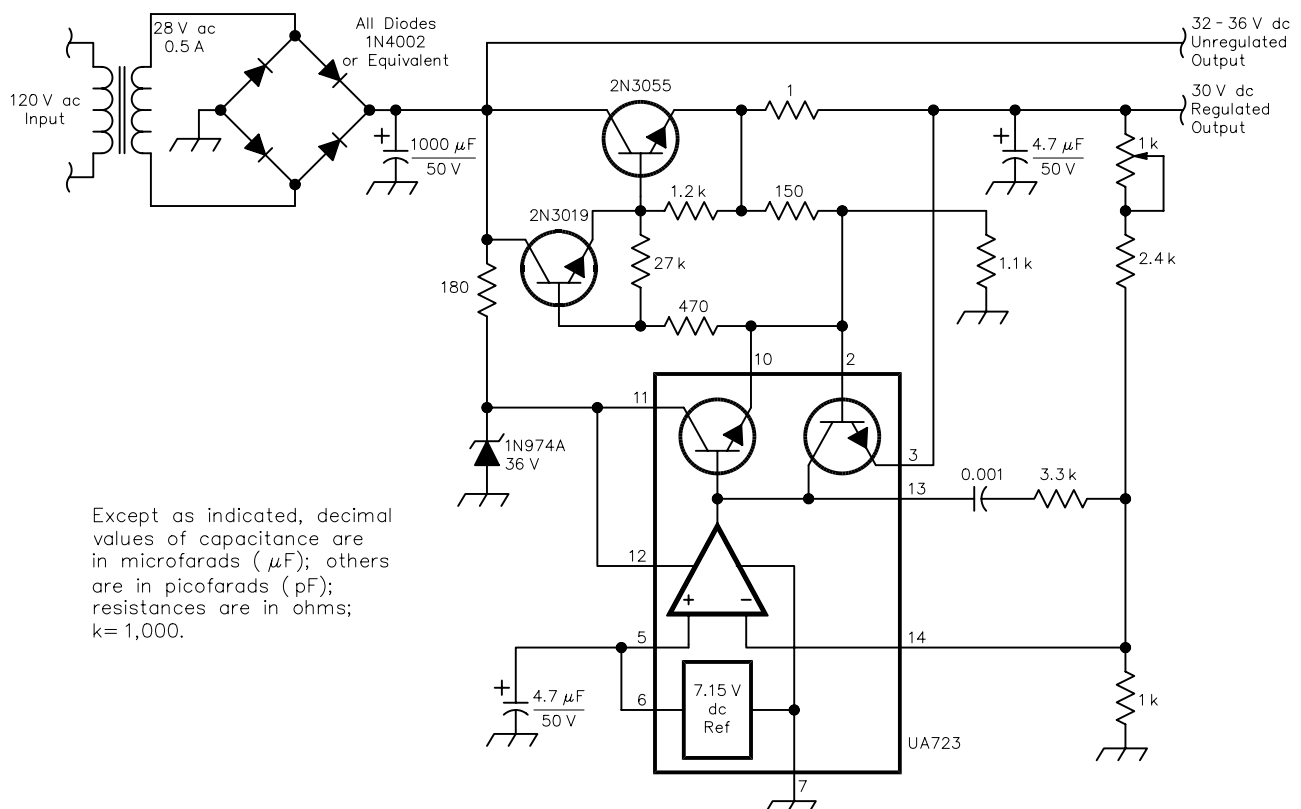 28 V ac
0.5 A
All Diodes
1N4002
or Equivalent
32 - 36 V dc
Unregulated
Output
120 V ac
Input
2N3055
1
30 V dc
Regulated
Output
+
1000 µF
50 V
+
4.7 µF
50 V
1 k
2N3019
1.2 k
150
180
27 k
1.1 k
2.4 k
470
10
2
11
1N974A
36 V
3
13
0.001
3.3 k
Except as indicated, decimal
values of capacitance are
in microfarads ( µF); others
are in picofarads ( pF);
resistances are in ohms;
k= 1,000.
12
+
−
5
14
+
4.7 µF
50 V
6
7.15 V
dc
Ref
1 k
UA723
7